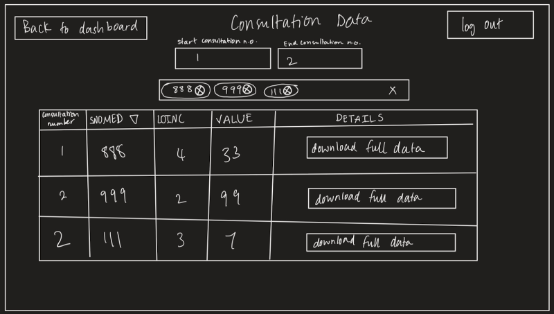 Back to dashboard
Consultation Data
log out
Start consultation n.o.
End consultation n.o.
1
2
888
999
111
X
Consultation number
SNOMED ▽
LOINC
VALUE
DETAILS
1
888
4
33
download full data
2
999
2
99
download full data
2
111
3
7
download full data